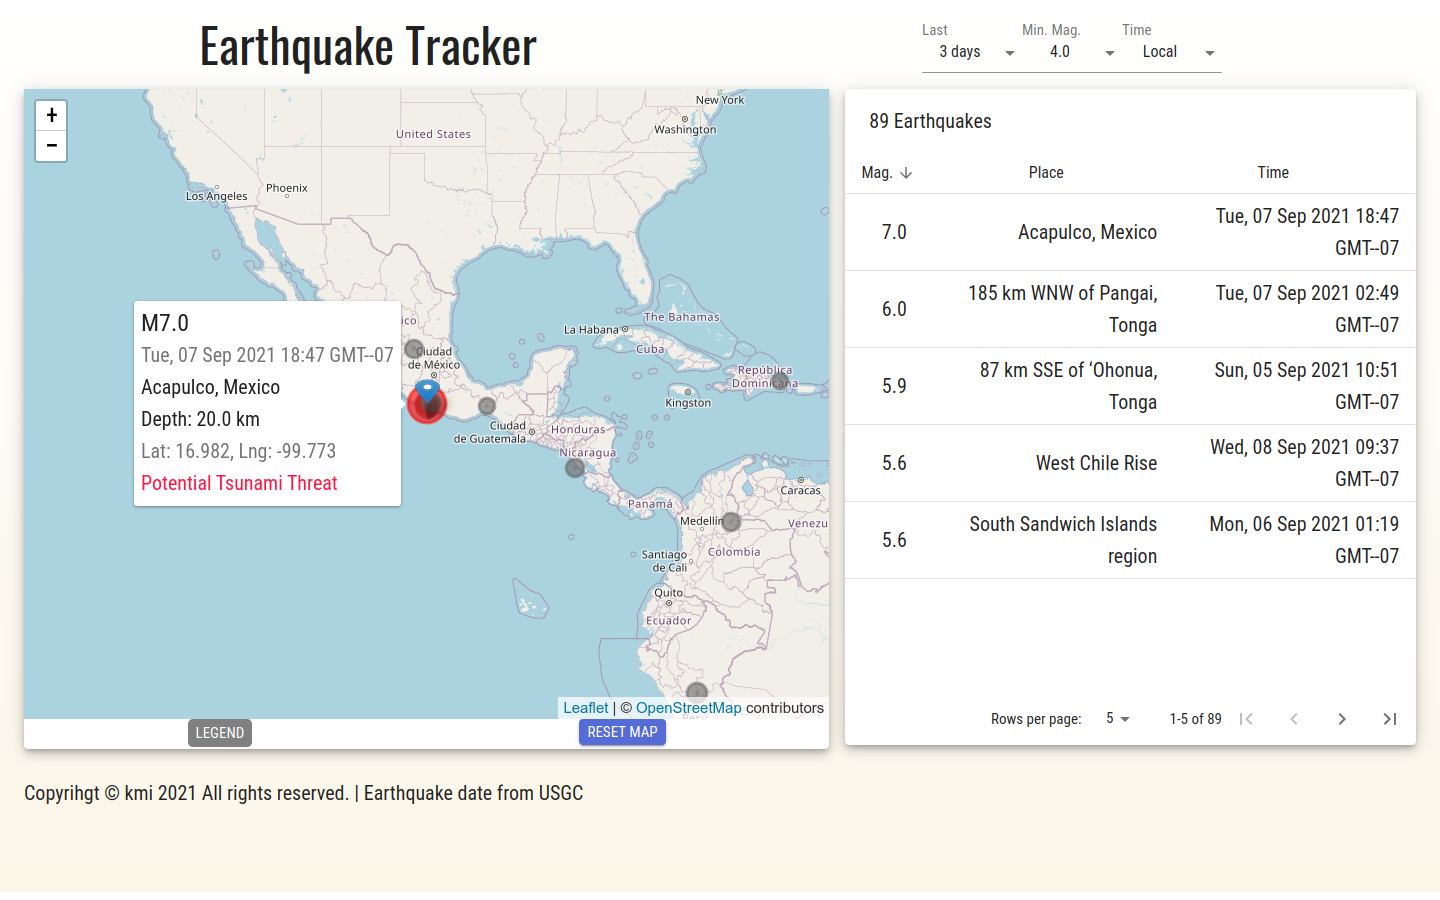 Earthquake Tracker
Last
Min. Mag.
Time
3 days
4.0
Local
+
−
New York
Washington
United States
Los Angeles
Phoenix
ico
Ciudad
de México
La Habana
The Bahamas
Cuba
República
Dominicana
Kingston
Ciudad
de Guatemala
Honduras
Nicaragua
Panamá
Caracas
Medellín
Venezu
Colombia
Santiago
de Cali
Quito
Ecuador
Perú
M7.0
Tue, 07 Sep 2021 18:47 GMT--07
Acapulco, Mexico
Depth: 20.0 km
Lat: 16.982, Lng: -99.773
Potential Tsunami Threat
Leaflet | © OpenStreetMap contributors
LEGEND
RESET MAP
89 Earthquakes
Mag.
Place
Time
7.0
Acapulco, Mexico
Tue, 07 Sep 2021 18:47
GMT--07
6.0
185 km WNW of Pangai,
Tonga
Tue, 07 Sep 2021 02:49
GMT--07
5.9
87 km SSE of ‘Ohonua,
Tonga
Sun, 05 Sep 2021 10:51
GMT--07
5.6
West Chile Rise
Wed, 08 Sep 2021 09:37
GMT--07
5.6
South Sandwich Islands
region
Mon, 06 Sep 2021 01:19
GMT--07
Rows per page:
5
1-5 of 89
Copyrihgt © kmi 2021 All rights reserved. | Earthquake date from USGC